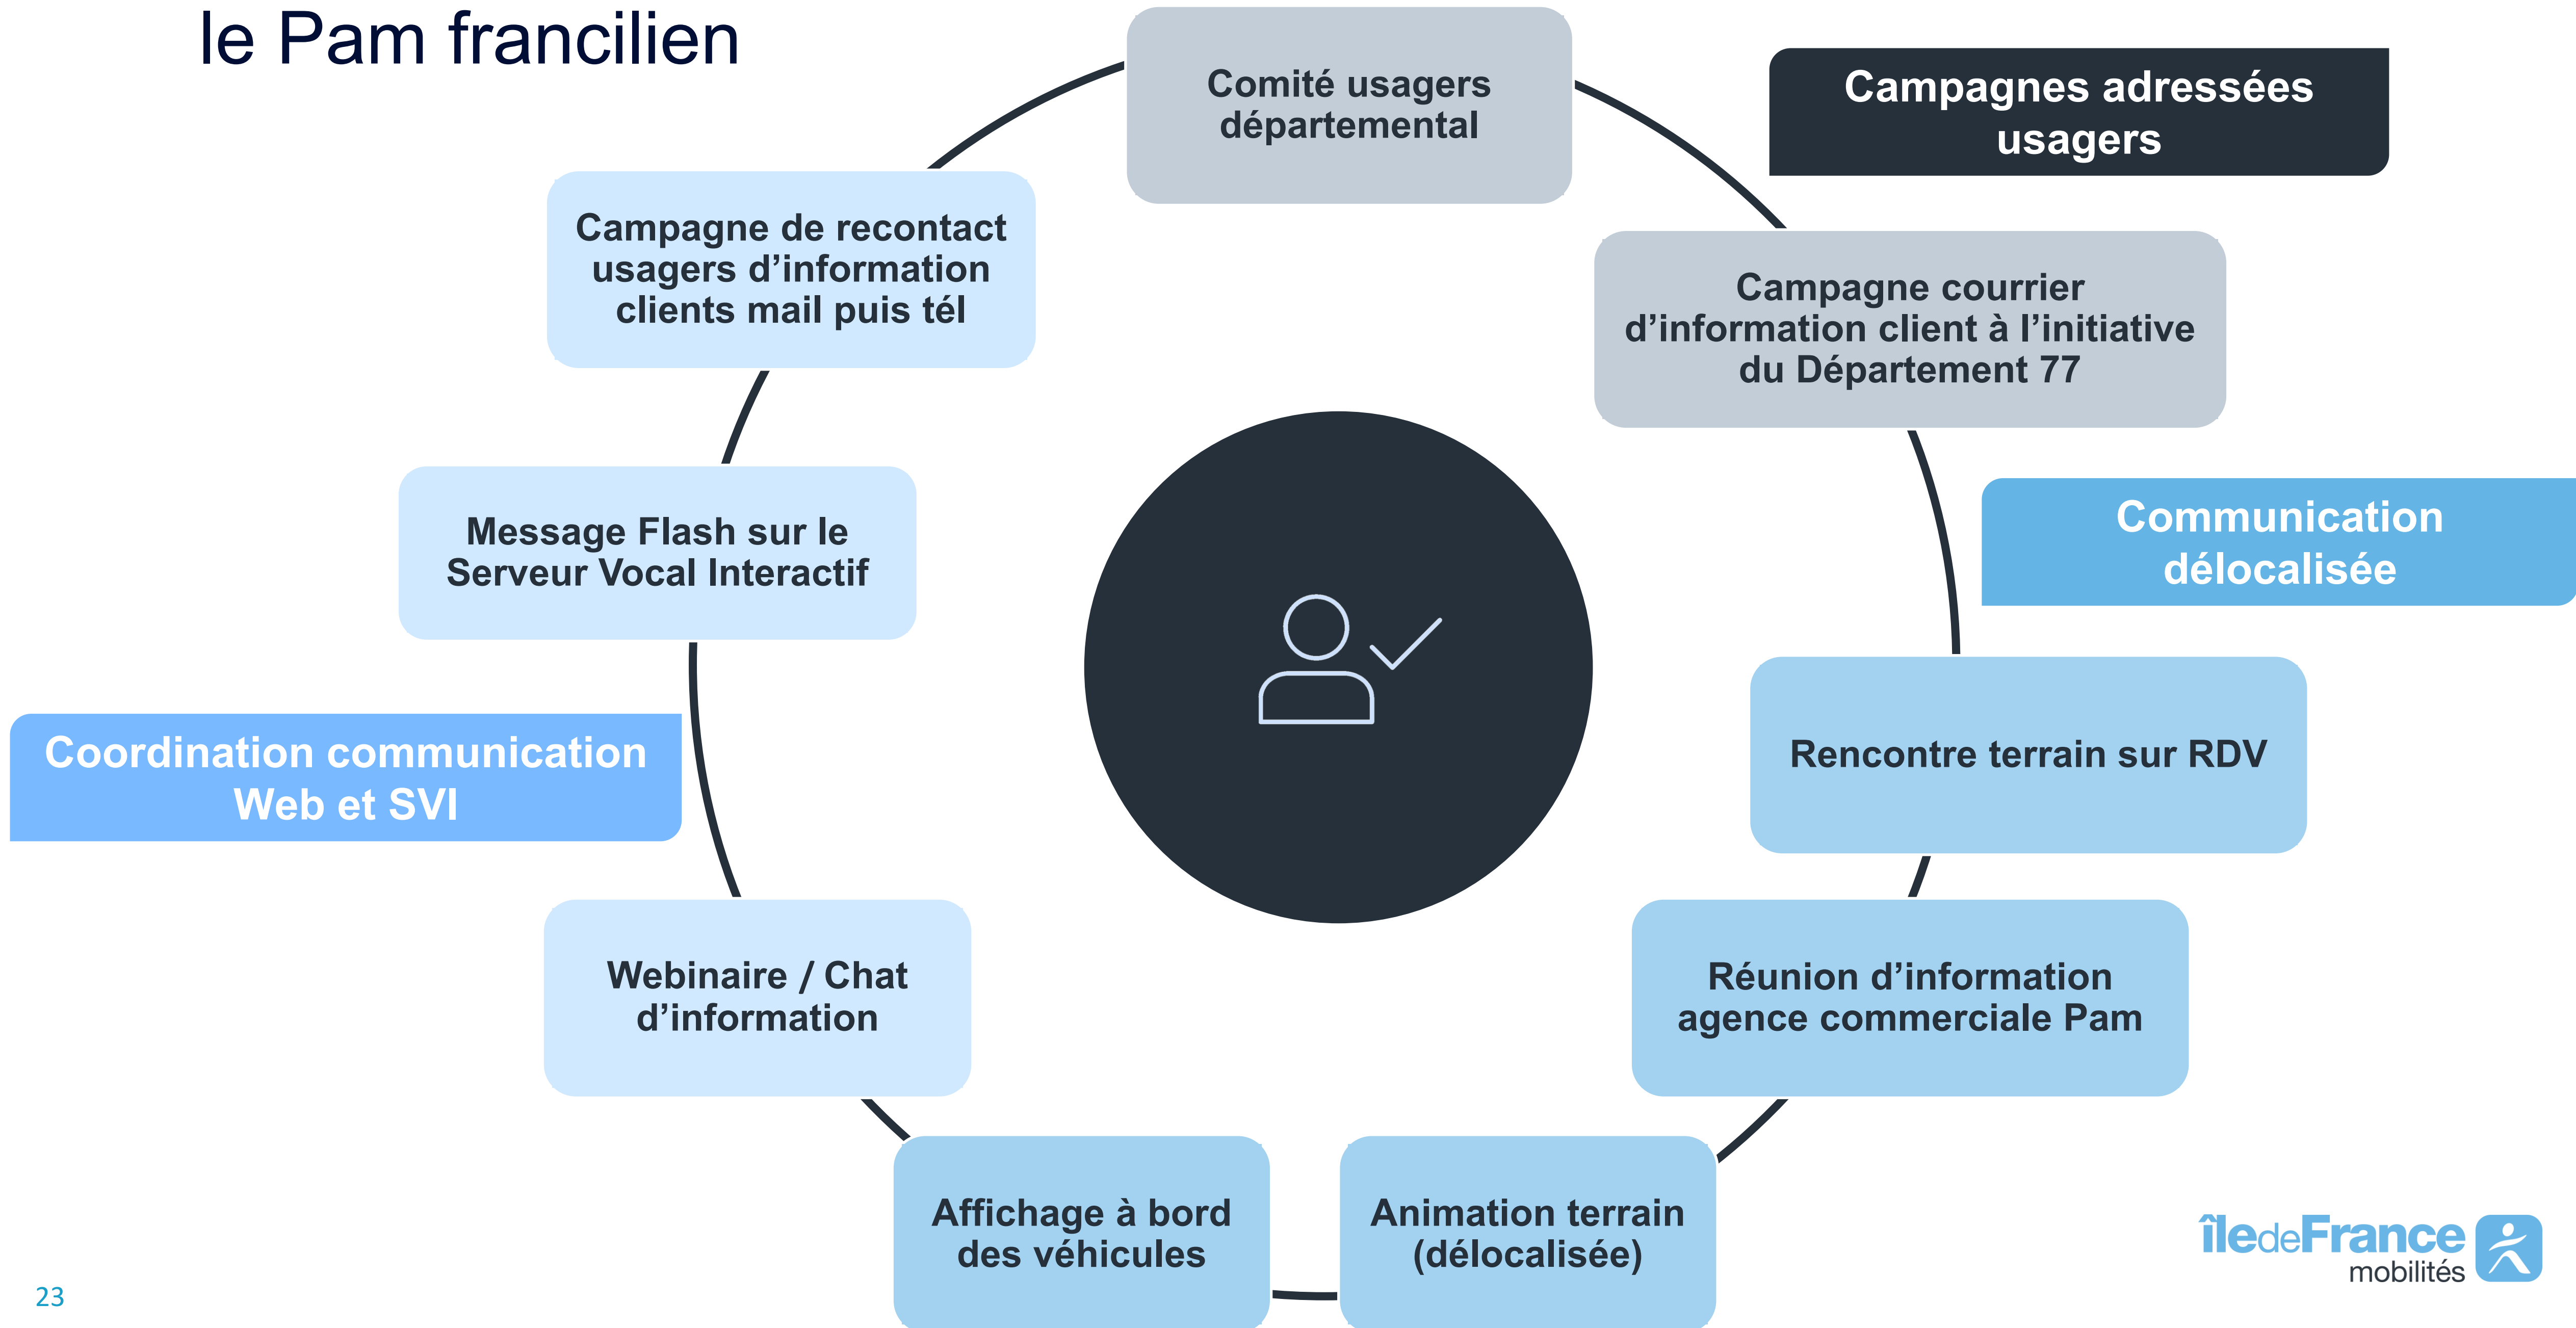 le Pam francilien
Comité usagers
départemental
Campagnes adressées
usagers
Campagne de recontact
usagers d’information
clients mail puis tél
Campagne courrier
d’information client à l’initiative
du Département 77
Message Flash sur le
Serveur Vocal Interactif
Communication
délocalisée
Coordination communication
Web et SVI
Rencontre terrain sur RDV
Webinaire / Chat
d’information
Réunion d’information
agence commerciale Pam
Affichage à bord
des véhicules
Animation terrain
(délocalisée)
îledeFrance
mobilités
23